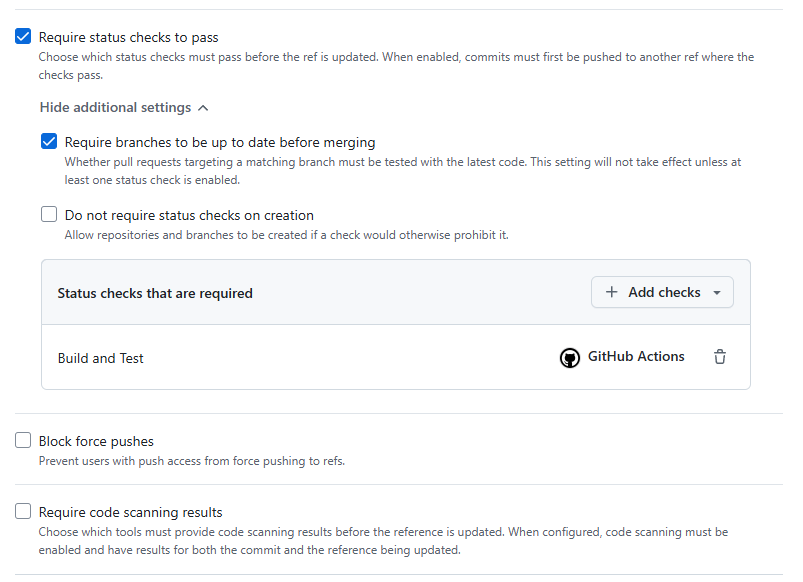 Require status checks to pass
Choose which status checks must pass before the ref is updated. When enabled, commits must first be pushed to another ref where the
checks pass.
Hide additional settings
Require branches to be up to date before merging
Whether pull requests targeting a matching branch must be tested with the latest code. This setting will not take effect unless at
least one status check is enabled.
Do not require status checks on creation
Allow repositories and branches to be created if a check would otherwise prohibit it.
Status checks that are required
Add checks
Build and Test
GitHub Actions
Block force pushes
Prevent users with push access from force pushing to refs.
Require code scanning results
Choose which tools must provide code scanning results before the reference is updated. When configured, code scanning must be
enabled and have results for both the commit and the reference being updated.